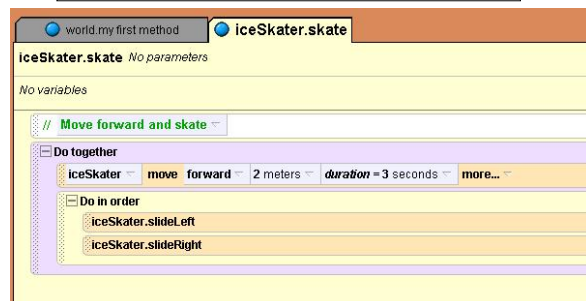 world.my first method iceSkater.skate
iceSkater.skate No parameters
No variables
// Move forward and skate
Do together
iceSkater move forward 2 meters duration = 3 seconds more...
Do in order
iceSkater.slideLeft
iceSkater.slideRight